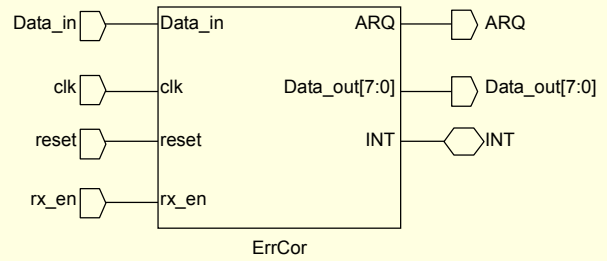 Data_in Data_in ARQ ARQ
clk clk Data_out[7:0] Data_out[7:0]
reset reset INT INT
rx_en rx_en
ErrCor